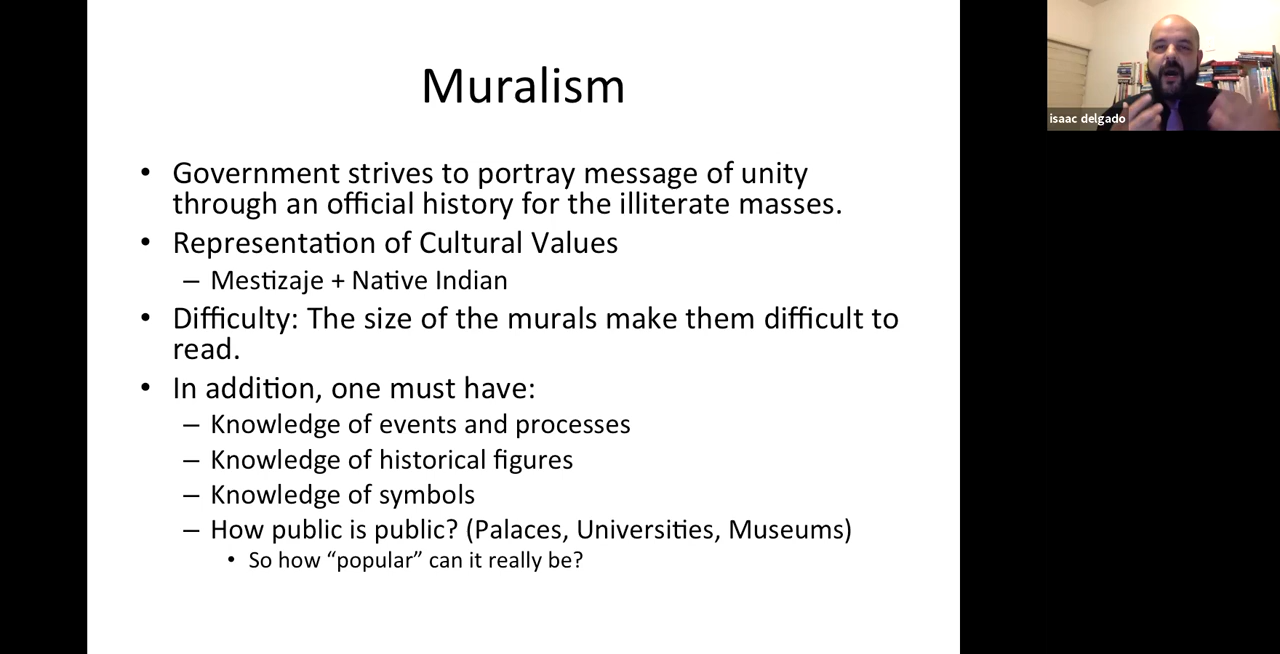 Muralism
• Government strives to portray message of unity
through an official history for the illiterate masses.
• Representation of Cultural Values
– Mestizaje + Native Indian
• Difficulty: The size of the murals make them difficult to
read.
• In addition, one must have:
– Knowledge of events and processes
– Knowledge of historical figures
– Knowledge of symbols
– How public is public? (Palaces, Universities, Museums)
• So how “popular” can it really be?
isaac delgado